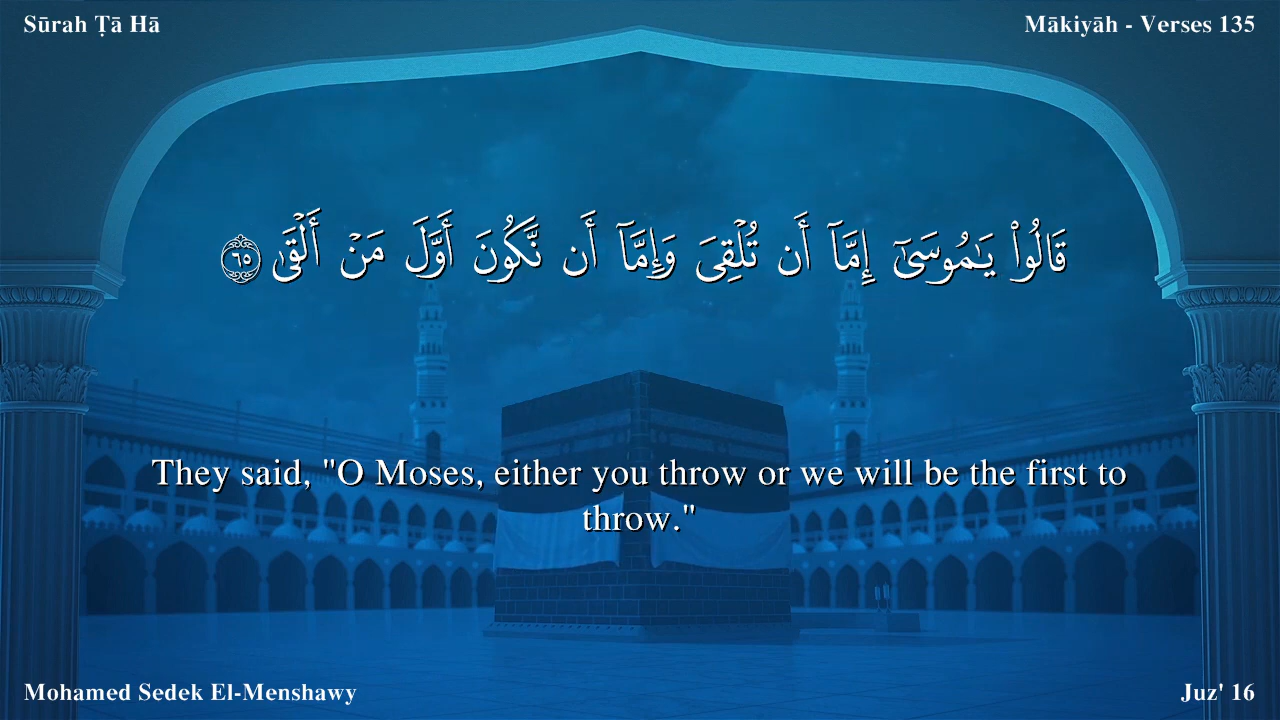 Sūrah Ṭā Hā
Mākiyāh - Verses 135
قَالُوا۟ يَـٰمُوسَىٰٓ إِمَّآ أَن تُلْقِىَ وَإِمَّآ أَن نَّكُونَ أَوَّلَ مَنْ أَلْقَىٰ ٦٥
They said, "O Moses, either you throw or we will be the first to
throw."
Mohamed Sedek El-Menshawy
Juz' 16